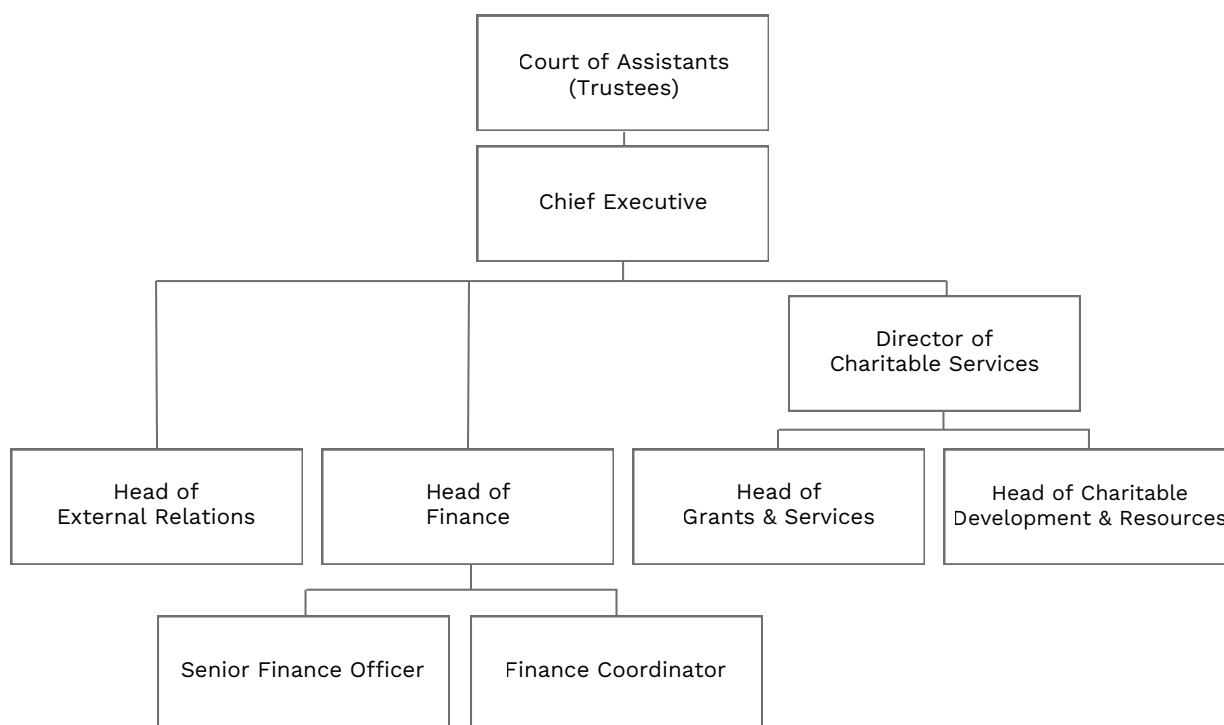 Court of Assistants
(Trustees)
Chief Executive
Director of
Charitable Services
Head of
External Relations
Head of
Finance
Head of
Grants & Services
Head of Charitable
Development & Resources
Senior Finance Officer
Finance Coordinator